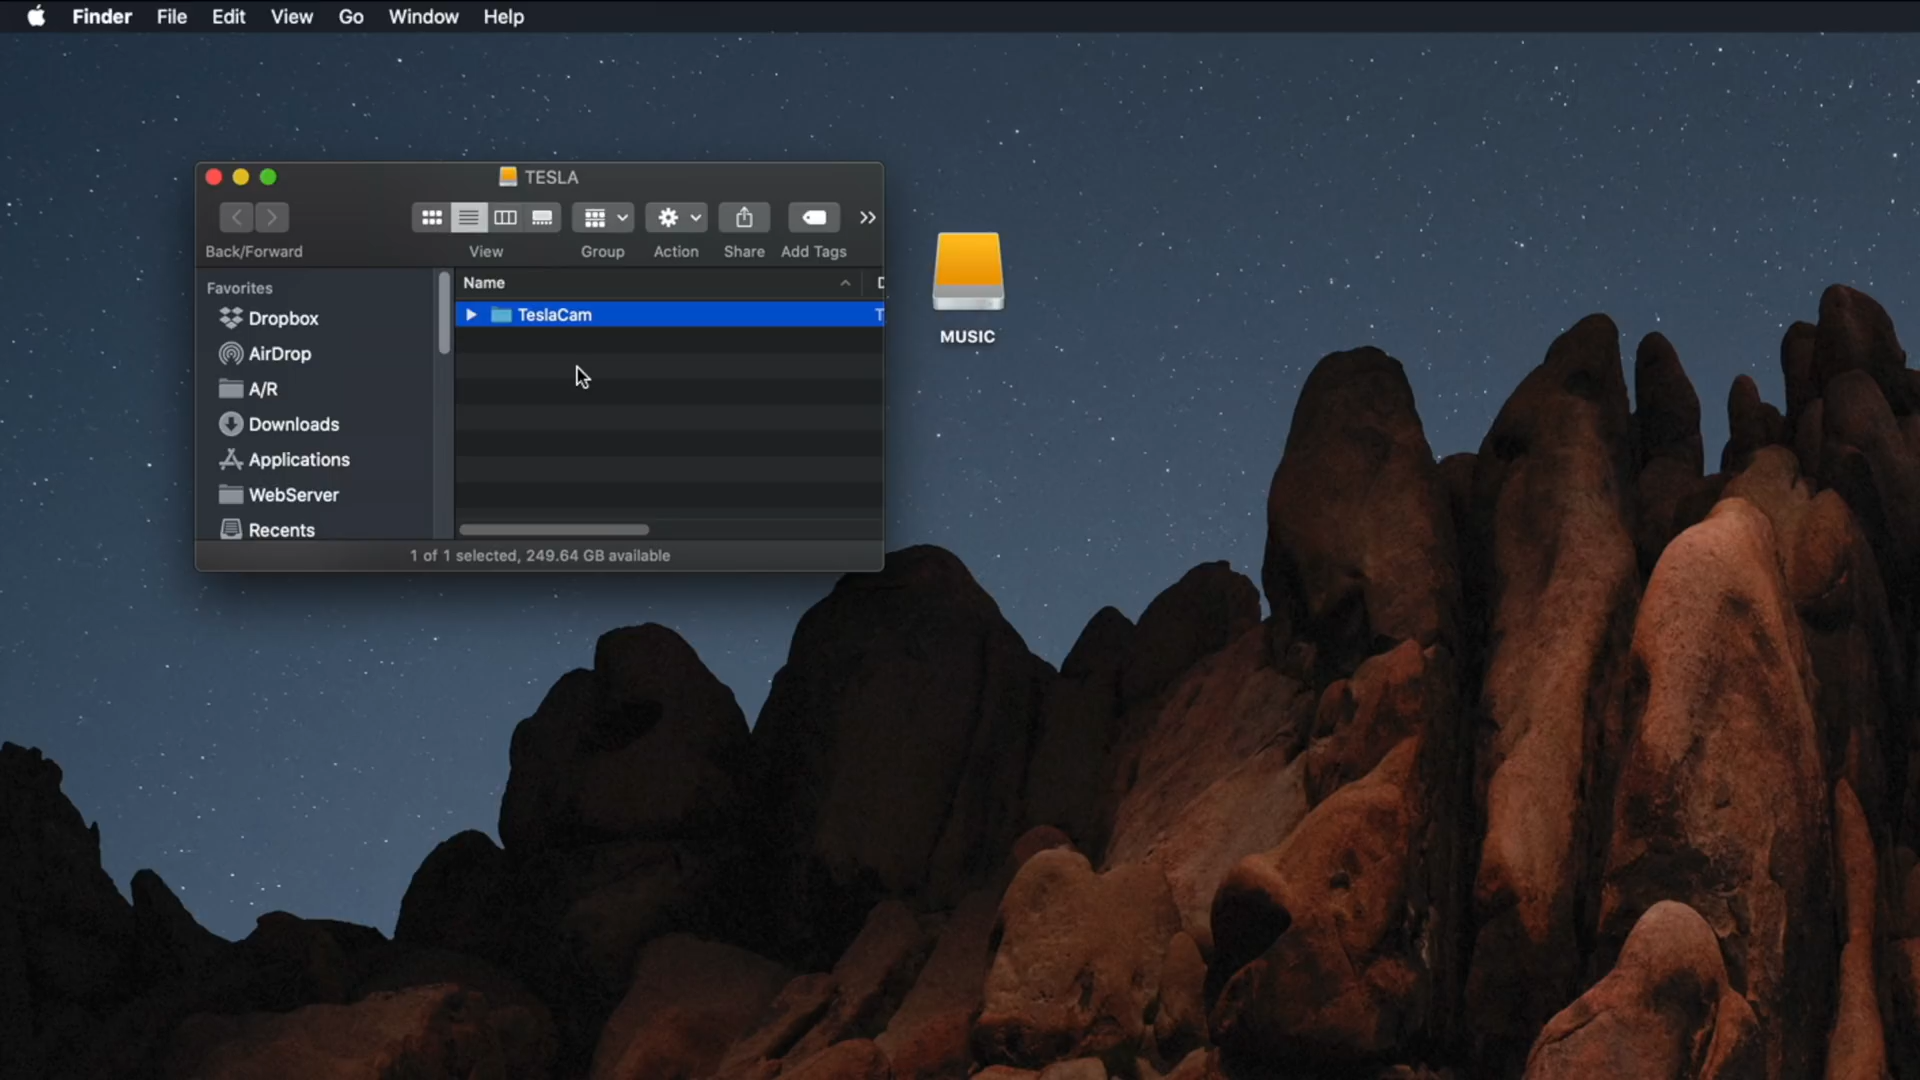 Finder File Edit View Go Window Help
TESLA
Back/Forward View Group Action Share Add Tags
Favorites
Name
Dropbox
TeslaCam
MUSIC
AirDrop
A/R
Downloads
Applications
WebServer
Recents
1 of 1 selected, 249.64 GB available